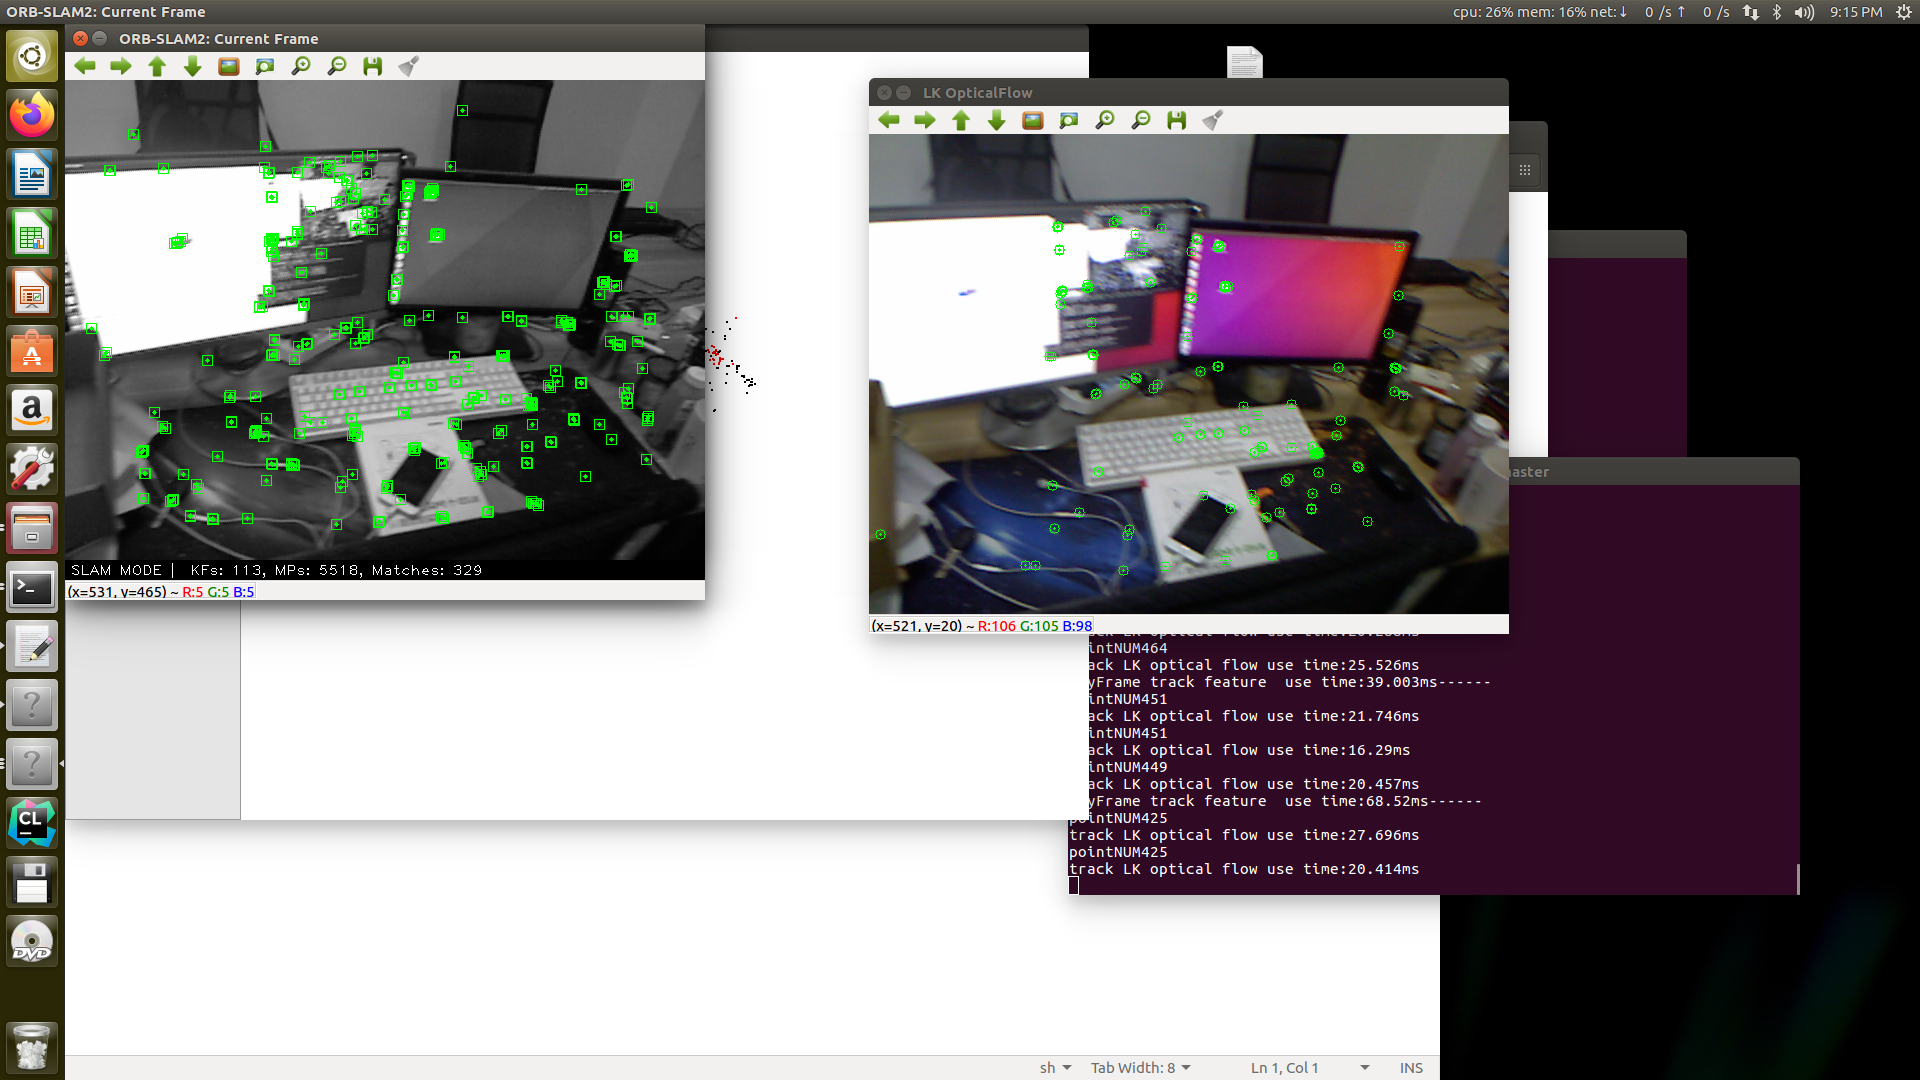 ORB-SLAM2: Current Frame
cpu: 26% mem: 16% net:↓ 0 /s ↑ 0 /s
9:15 PM
ORB-SLAM2: Current Frame
SLAM MODE | KFs: 113, MPs: 5518, Matches: 329
(x=531, y=465) ~ R:5 G:5 B:5
LK OpticalFlow
(x=521, y=20) ~ R:106 G:105 B:98
aster
intNUM464
ack LK optical flow use time:25.526ms
yFrame track feature  use time:39.003ms------
intNUM451
ack LK optical flow use time:21.746ms
intNUM451
ack LK optical flow use time:16.29ms
intNUM449
ack LK optical flow use time:20.457ms
yFrame track feature  use time:68.52ms------
pointNUM425
track LK optical flow use time:27.696ms
pointNUM425
track LK optical flow use time:20.414ms
CL
DVD
sh
Tab Width: 8
Ln 1, Col 1
INS